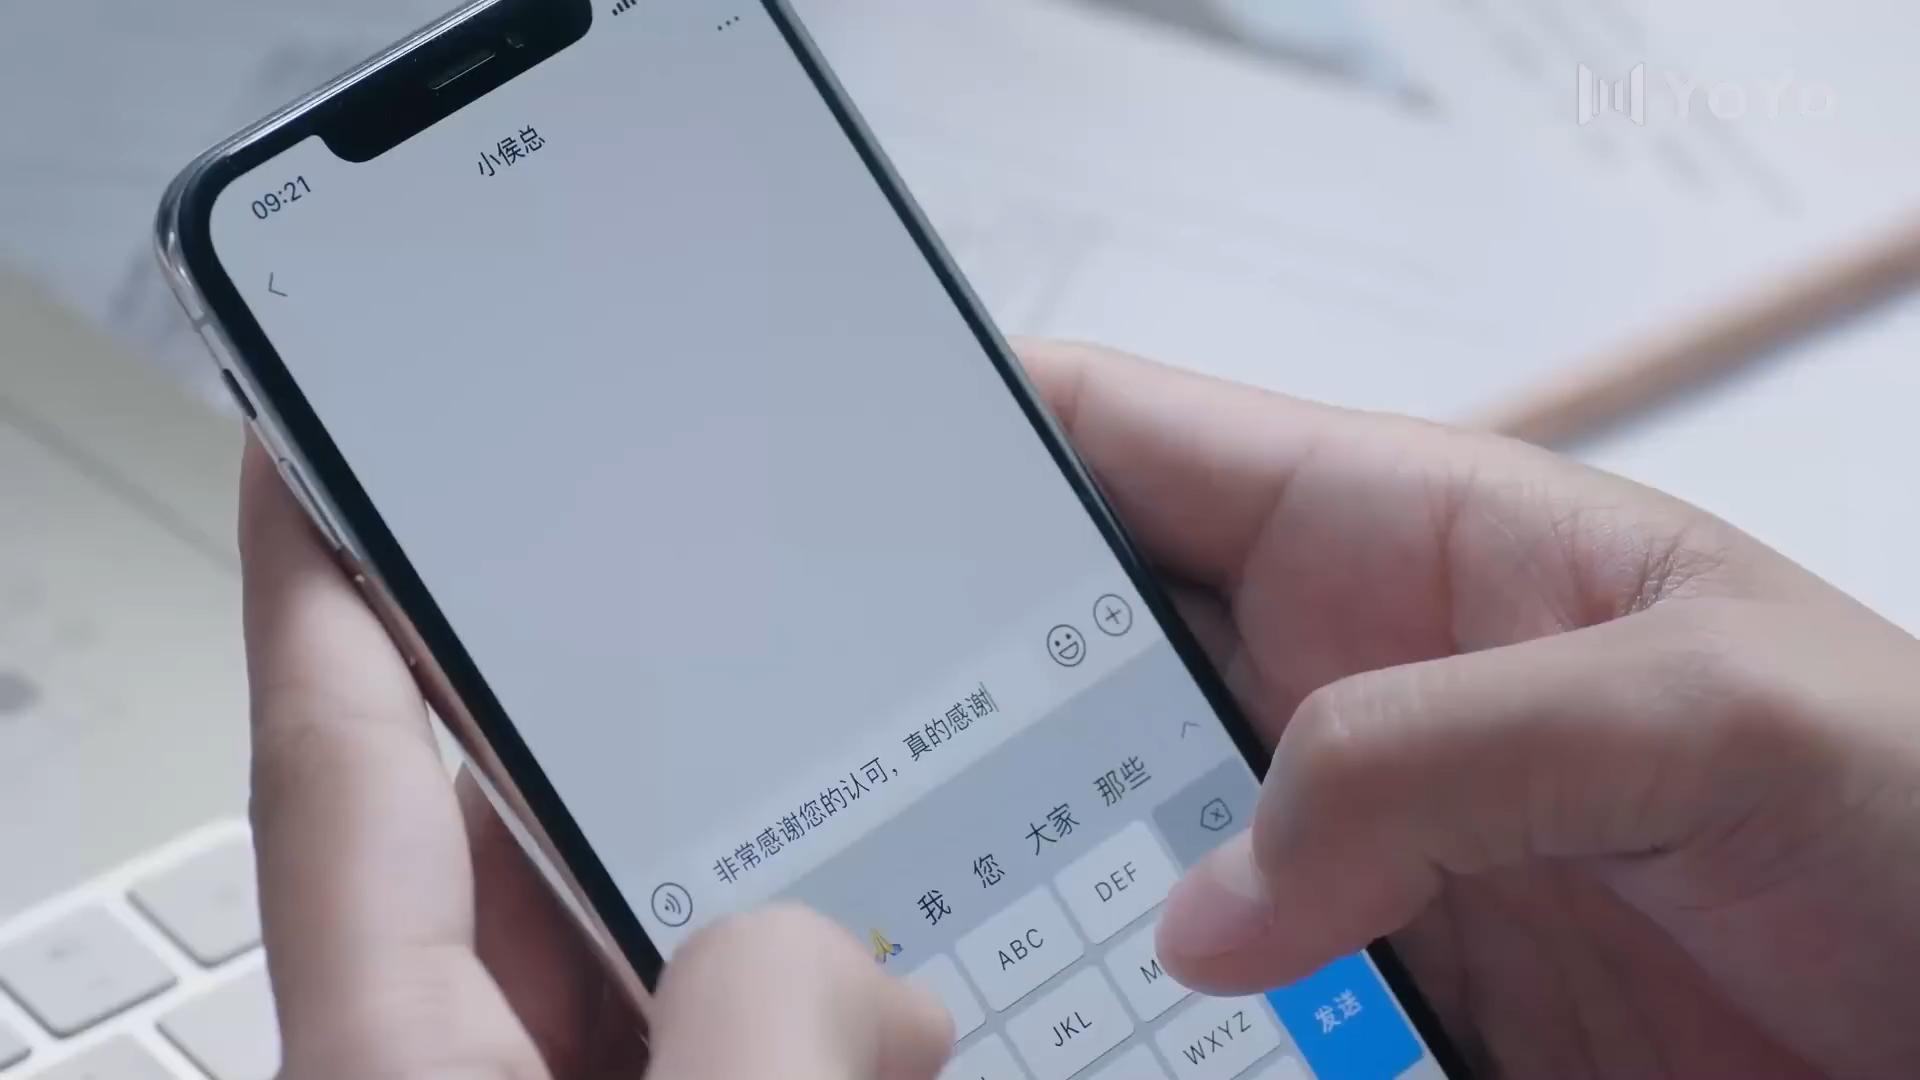 YOYO
09:21
小侯总
非常感谢您的认可，真的感谢
我 您 大家 那些
ABC
DEF
JKL
WXYZ
发送